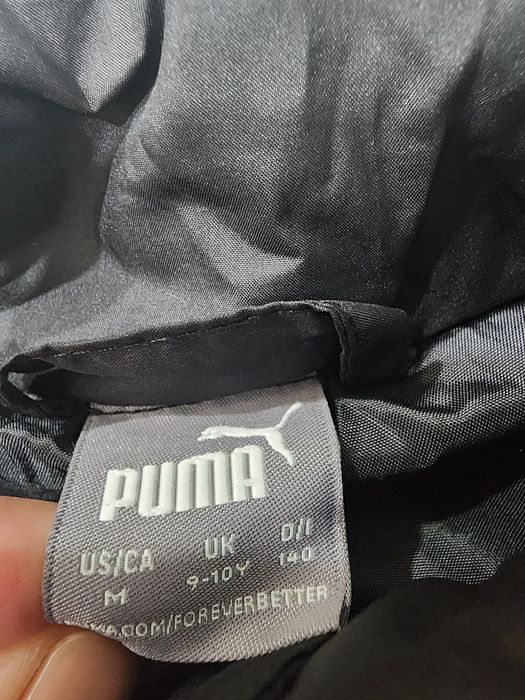 PUMA
US/CA UK D/I
M 9-10Y 140
.COM/FOREVERBETTER